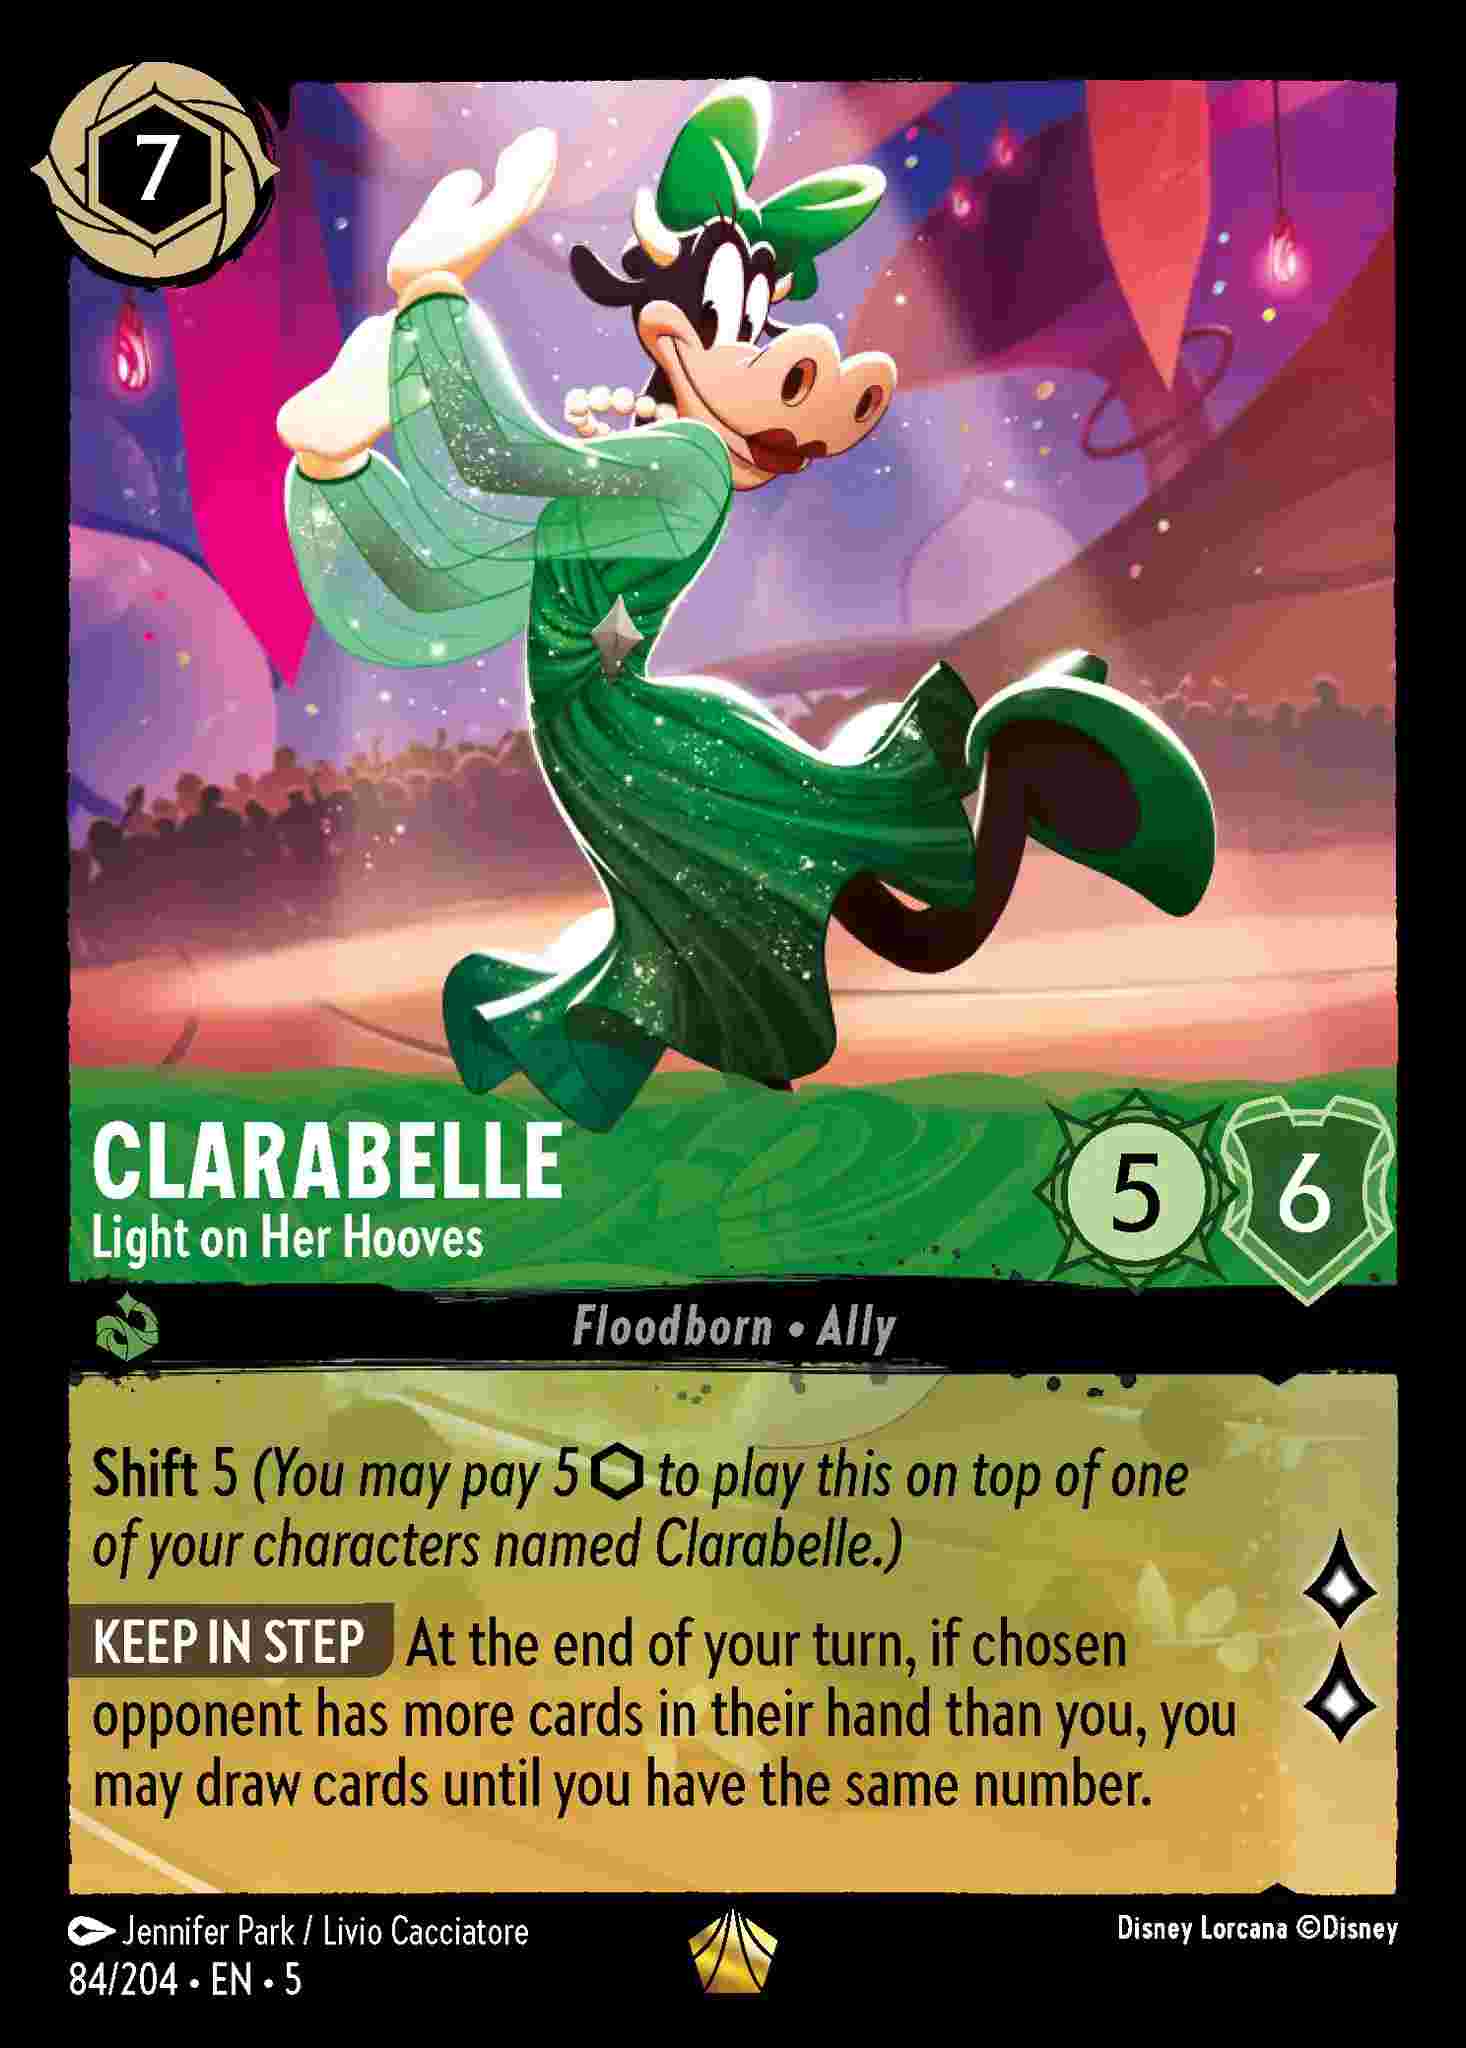 7
CLARABELLE
Light on Her Hooves
5
6
Floodborn • Ally
Shift 5 (You may pay 5 ⬡ to play this on top of one
of your characters named Clarabelle.)
KEEP IN STEP At the end of your turn, if chosen
opponent has more cards in their hand than you, you
may draw cards until you have the same number.
Jennifer Park / Livio Cacciatore
Disney Lorcana ©Disney
84/204 • EN • 5